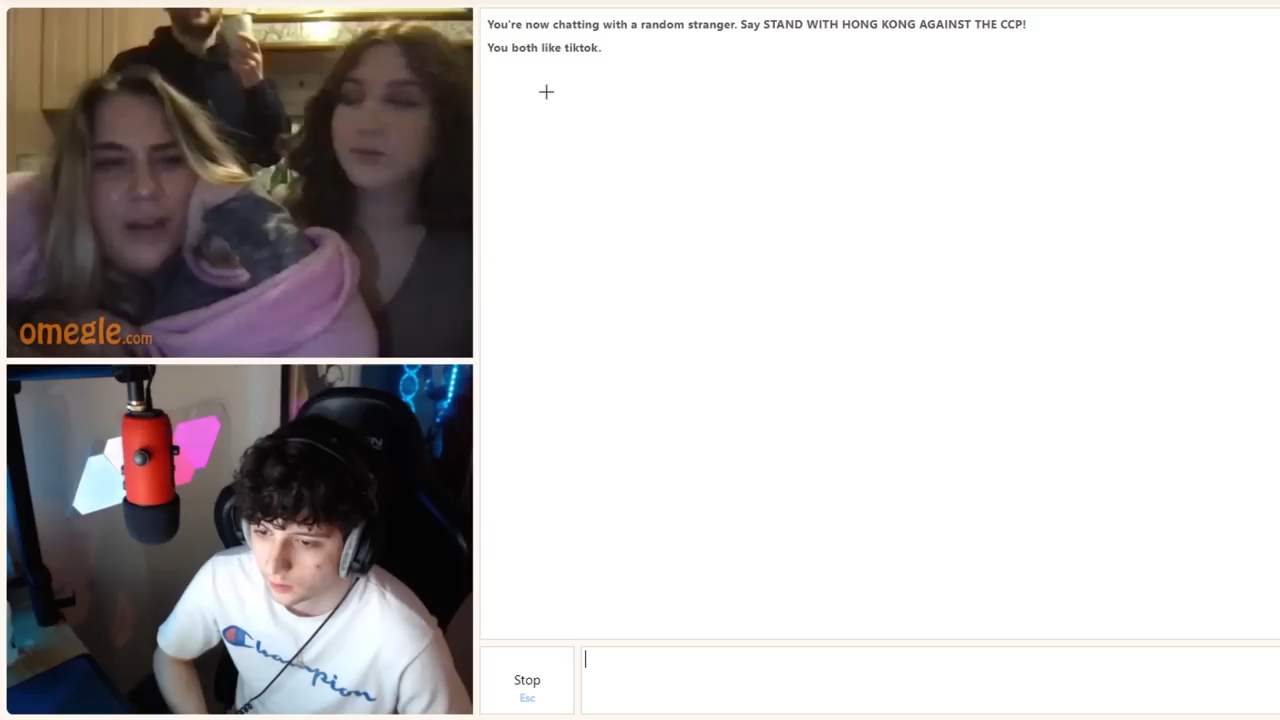 You're now chatting with a random stranger. Say STAND WITH HONG KONG AGAINST THE CCP!
You both like tiktok.
omegle.com
Champion
Stop
Esc